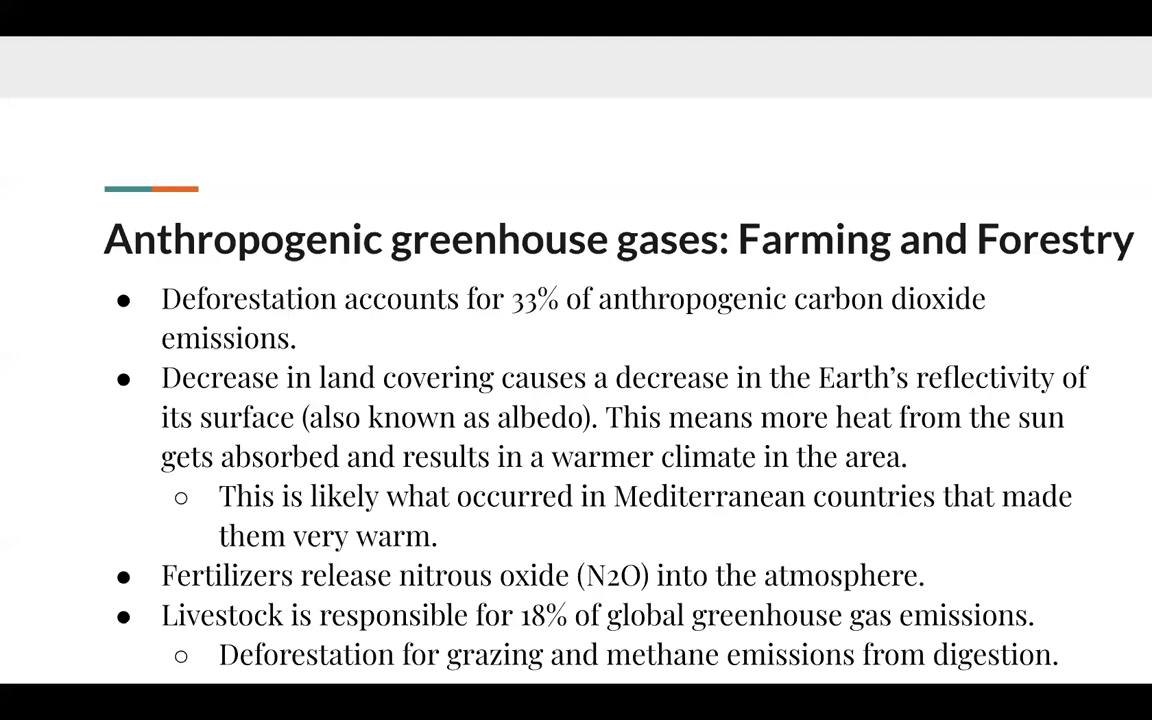 Anthropogenic greenhouse gases: Farming and Forestry
● Deforestation accounts for 33% of anthropogenic carbon dioxide
emissions.
● Decrease in land covering causes a decrease in the Earth’s reflectivity of
its surface (also known as albedo). This means more heat from the sun
gets absorbed and results in a warmer climate in the area.
○ This is likely what occurred in Mediterranean countries that made
them very warm.
● Fertilizers release nitrous oxide (N2O) into the atmosphere.
● Livestock is responsible for 18% of global greenhouse gas emissions.
○ Deforestation for grazing and methane emissions from digestion.